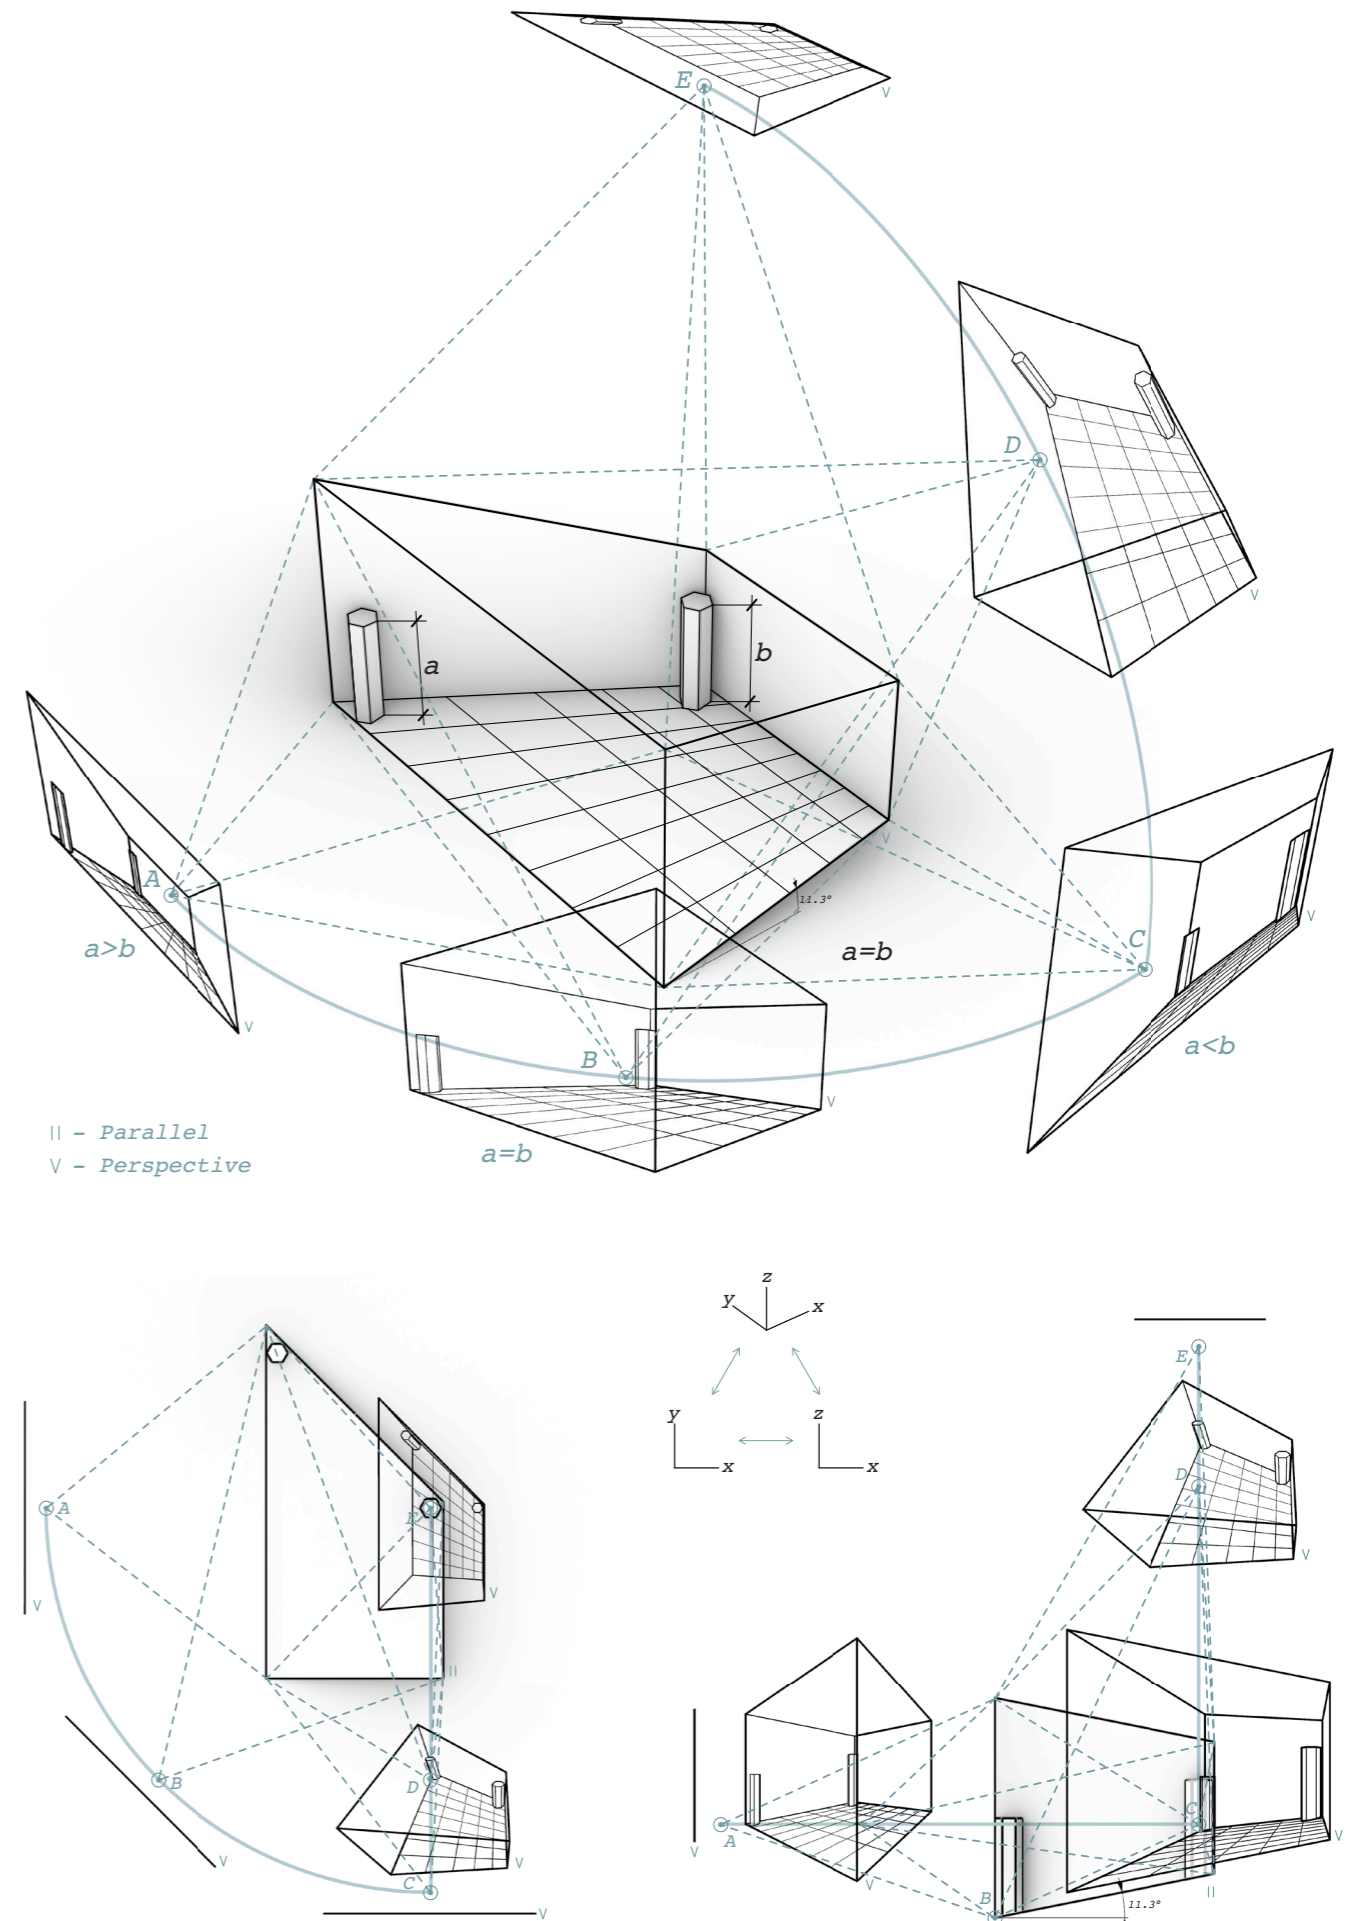 E
V
D
a
b
V
A
a>b
V
11.3°
a=b
V
C
V
a<b
B
V
a=b
|| – Parallel
V – Perspective
z
y
x
y
x
z
x
A
V
E
V
||
B
V
D
V
C
V
E
D
V
A
V
V
C
V
B
11.3°
||